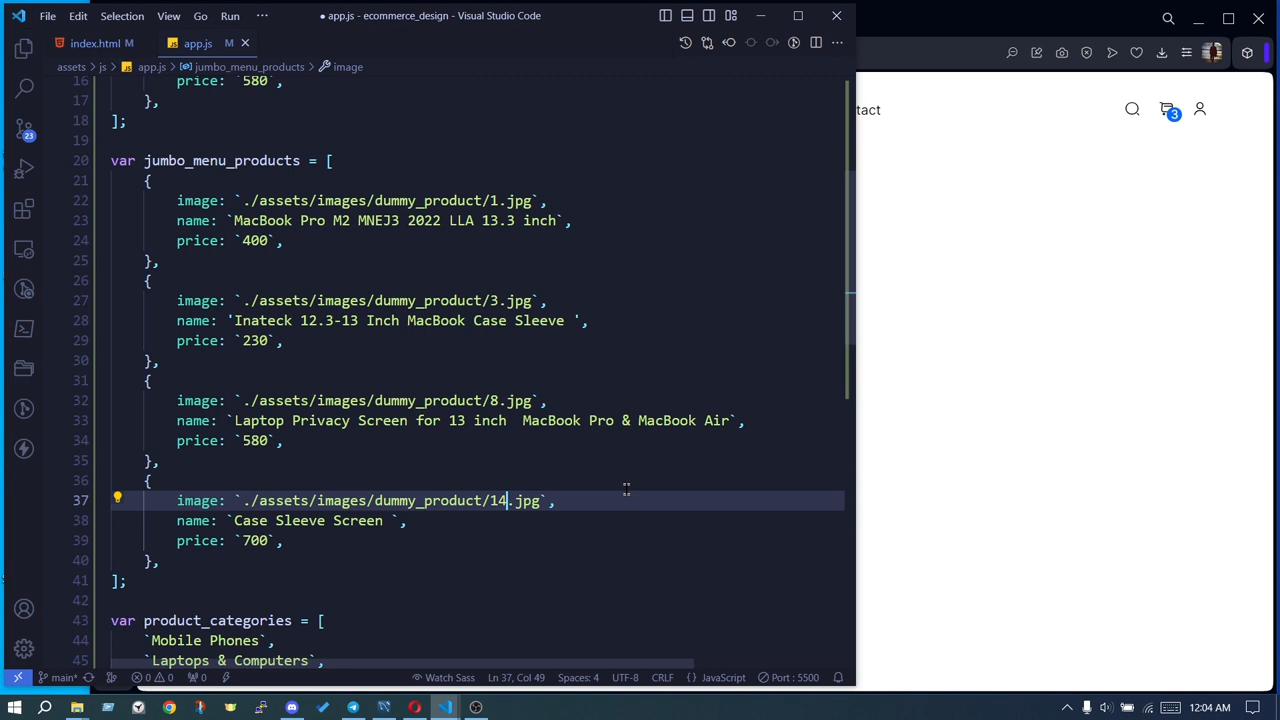 File Edit Selection View Go Run ··· ● app.js - ecommerce_design - Visual Studio Code
index.html M JS app.js M
assets > js > JS app.js > jumbo_menu_products > image
16 price: `580`,
17 },
18 ];
19
20 var jumbo_menu_products = [
21 {
22 image: `./assets/images/dummy_product/1.jpg`,
23 name: `MacBook Pro M2 MNEJ3 2022 LLA 13.3 inch`,
24 price: `400`,
25 },
26 {
27 image: `./assets/images/dummy_product/3.jpg`,
28 name: 'Inateck 12.3-13 Inch MacBook Case Sleeve ',
29 price: `230`,
30 },
31 {
32 image: `./assets/images/dummy_product/8.jpg`,
33 name: `Laptop Privacy Screen for 13 inch  MacBook Pro & MacBook Air`,
34 price: `580`,
35 },
36 {
37 image: `./assets/images/dummy_product/14.jpg`,
38 name: `Case Sleeve Screen `,
39 price: `700`,
40 },
41 ];
42
43 var product_categories = [
44 `Mobile Phones`,
45 `Laptops & Computers`,
23
tact
3
main* 0 0 0 Watch Sass Ln 37, Col 49 Spaces: 4 UTF-8 CRLF {} JavaScript Port : 5500
12:04 AM